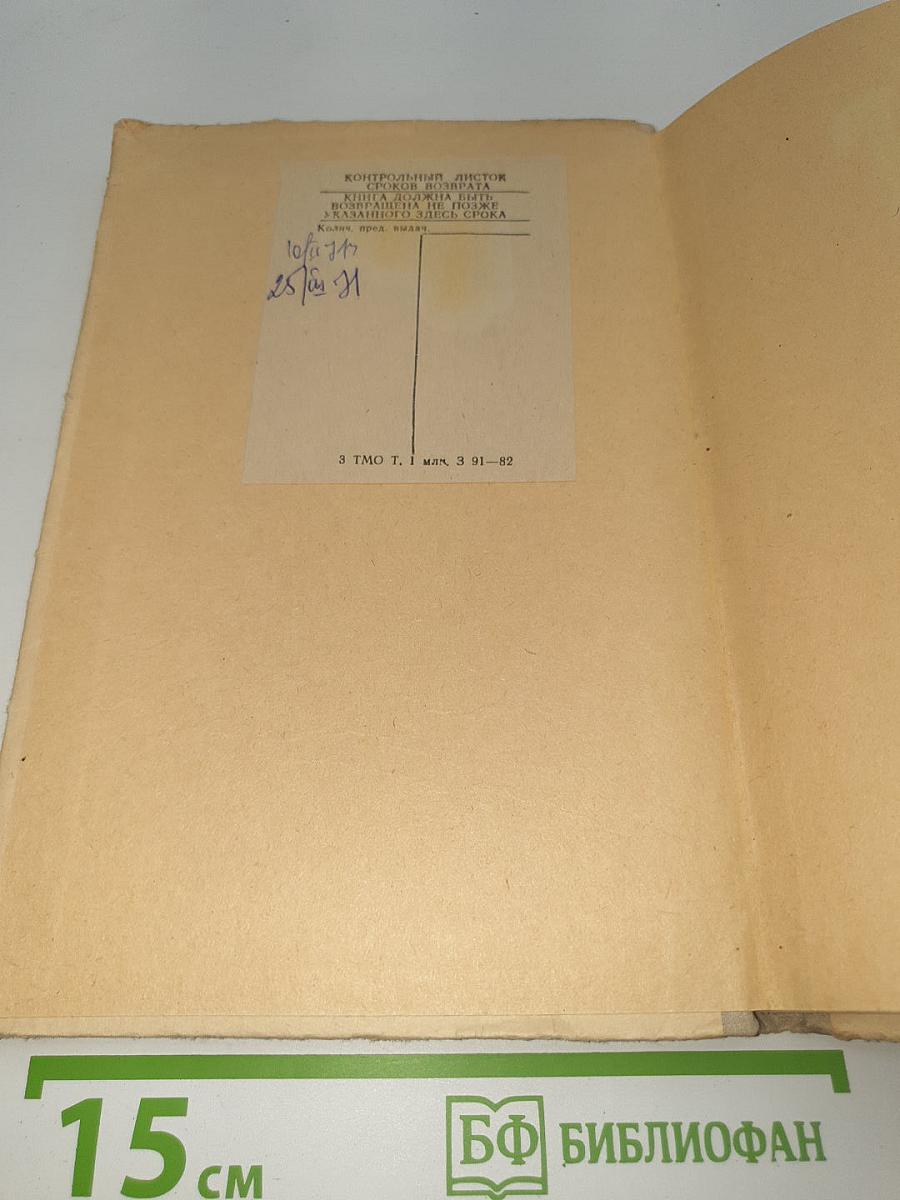 КОНТРОЛЬНЫЙ ЛИСТОК
СРОКОВ ВОЗВРАТА
КНИГА ДОЛЖНА БЫТЬ
ВОЗВРАЩЕНА НЕ ПОЗЖЕ
УКАЗАННОГО ЗДЕСЬ СРОКА
Колич. пред. выдач.
3 ТМО Т. 1 млн. З 91—82
15 см
БФ БИБЛИОФАН